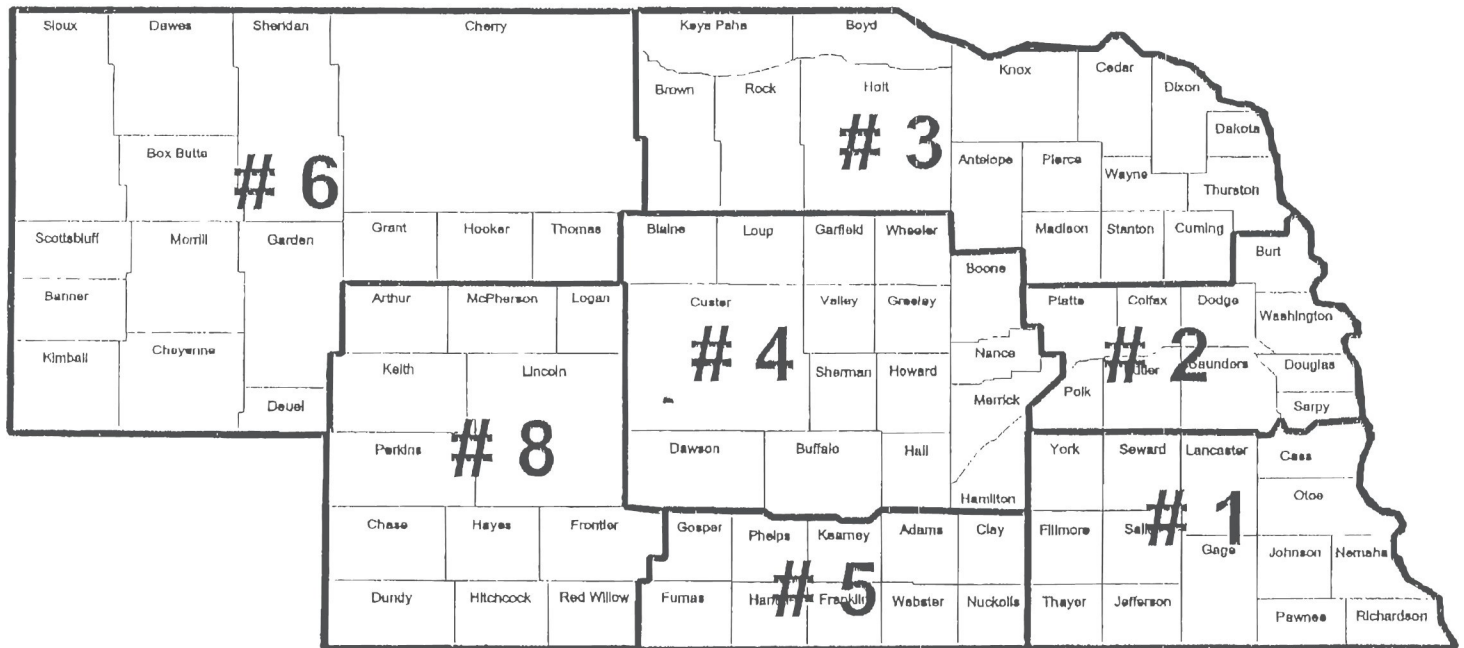 Sioux Dawes Sheridan Cherry Keya Paha Boyd
Knox Cedar Dixon
Brown Rock Holt
# 3
Dakota
Box Butte
# 6
Antelope Pierce Wayne Thurston
Scottsbluff Morrill Garden Grant Hooker Thomas Blaine Loup Garfield Wheeler Madison Stanton Cuming
Burt
Boone
Banner Arthur McPherson Logan Custer Valley Greeley Platte Colfax Dodge
Washington
Kimball Cheyenne
# 4
Nance
# 2
Keith Lincoln Sherman Howard Butler Saunders Douglas
Polk
Merrick
Deuel Sarpy
Perkins
# 8
Dawson Buffalo Hall York Seward Lancaster Cass
Hamilton
Otoe
# 1
Chase Hayes Frontier Gosper Phelps Kearney Adams Clay Fillmore Saline
Gage Johnson Nemaha
Dundy Hitchcock Red Willow Furnas Harlan Franklin Webster Nuckolls Thayer Jefferson
# 5
Pawnee Richardson